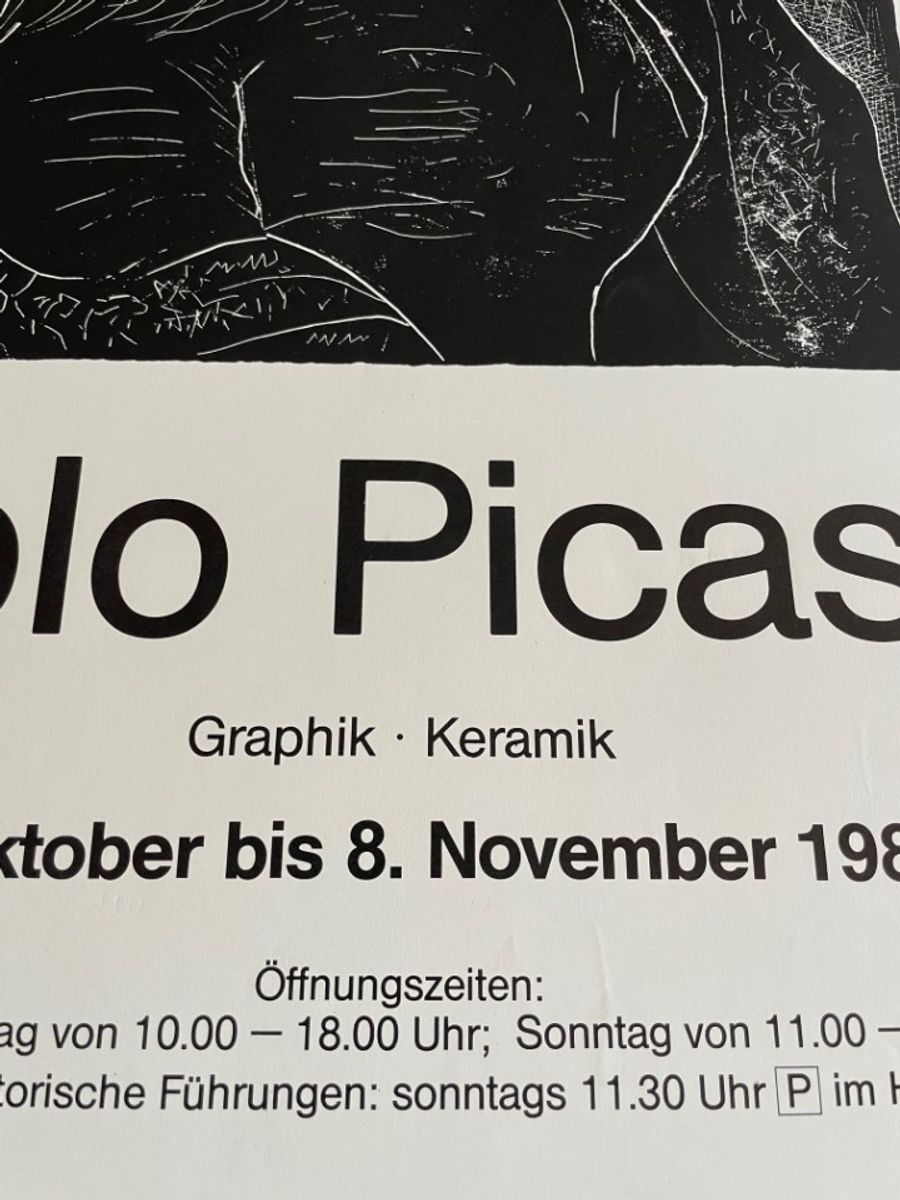 blo Picas
Graphik · Keramik
ktober bis 8. November 198
Öffnungszeiten:
ag von 10.00 – 18.00 Uhr; Sonntag von 11.00 –
torische Führungen: sonntags 11.30 Uhr P im H